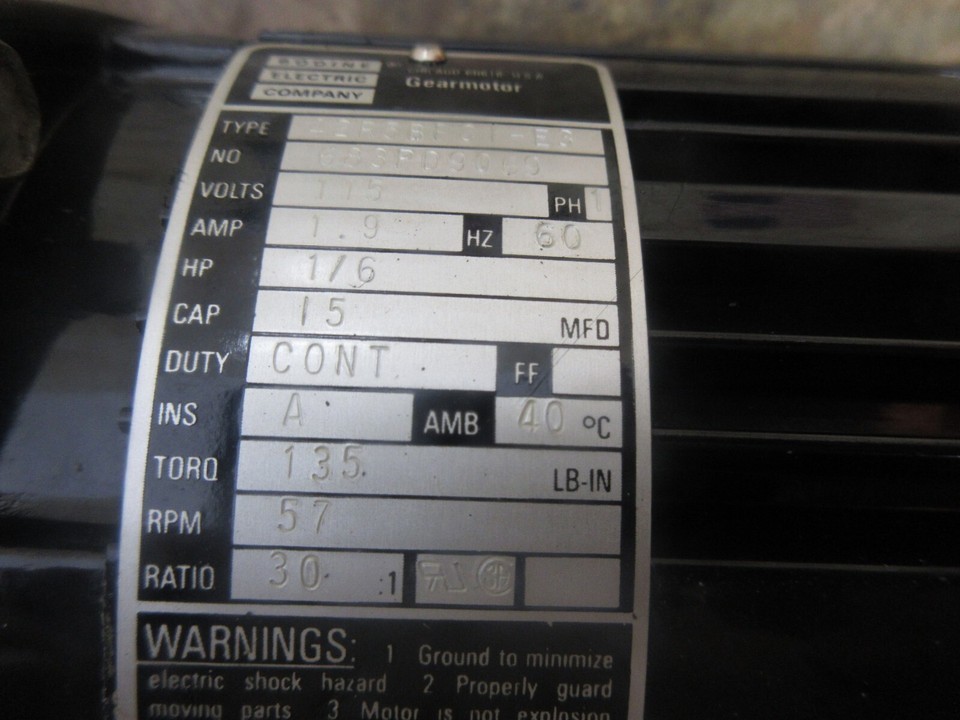 BODINE
ELECTRIC
COMPANY
CHICAGO 60618 U.S.A.
Gearmotor
TYPE
NO
VOLTS 115 PH 1
AMP 1.9 HZ 60
HP 1/6
CAP 15 MFD
DUTY CONT. FF
INS A AMB 40 °C
TORQ 135. LB-IN
RPM 57
RATIO 30. :1
WARNINGS: 1 Ground to minimize
electric shock hazard 2 Properly guard
moving parts 3 Motor is not explosion